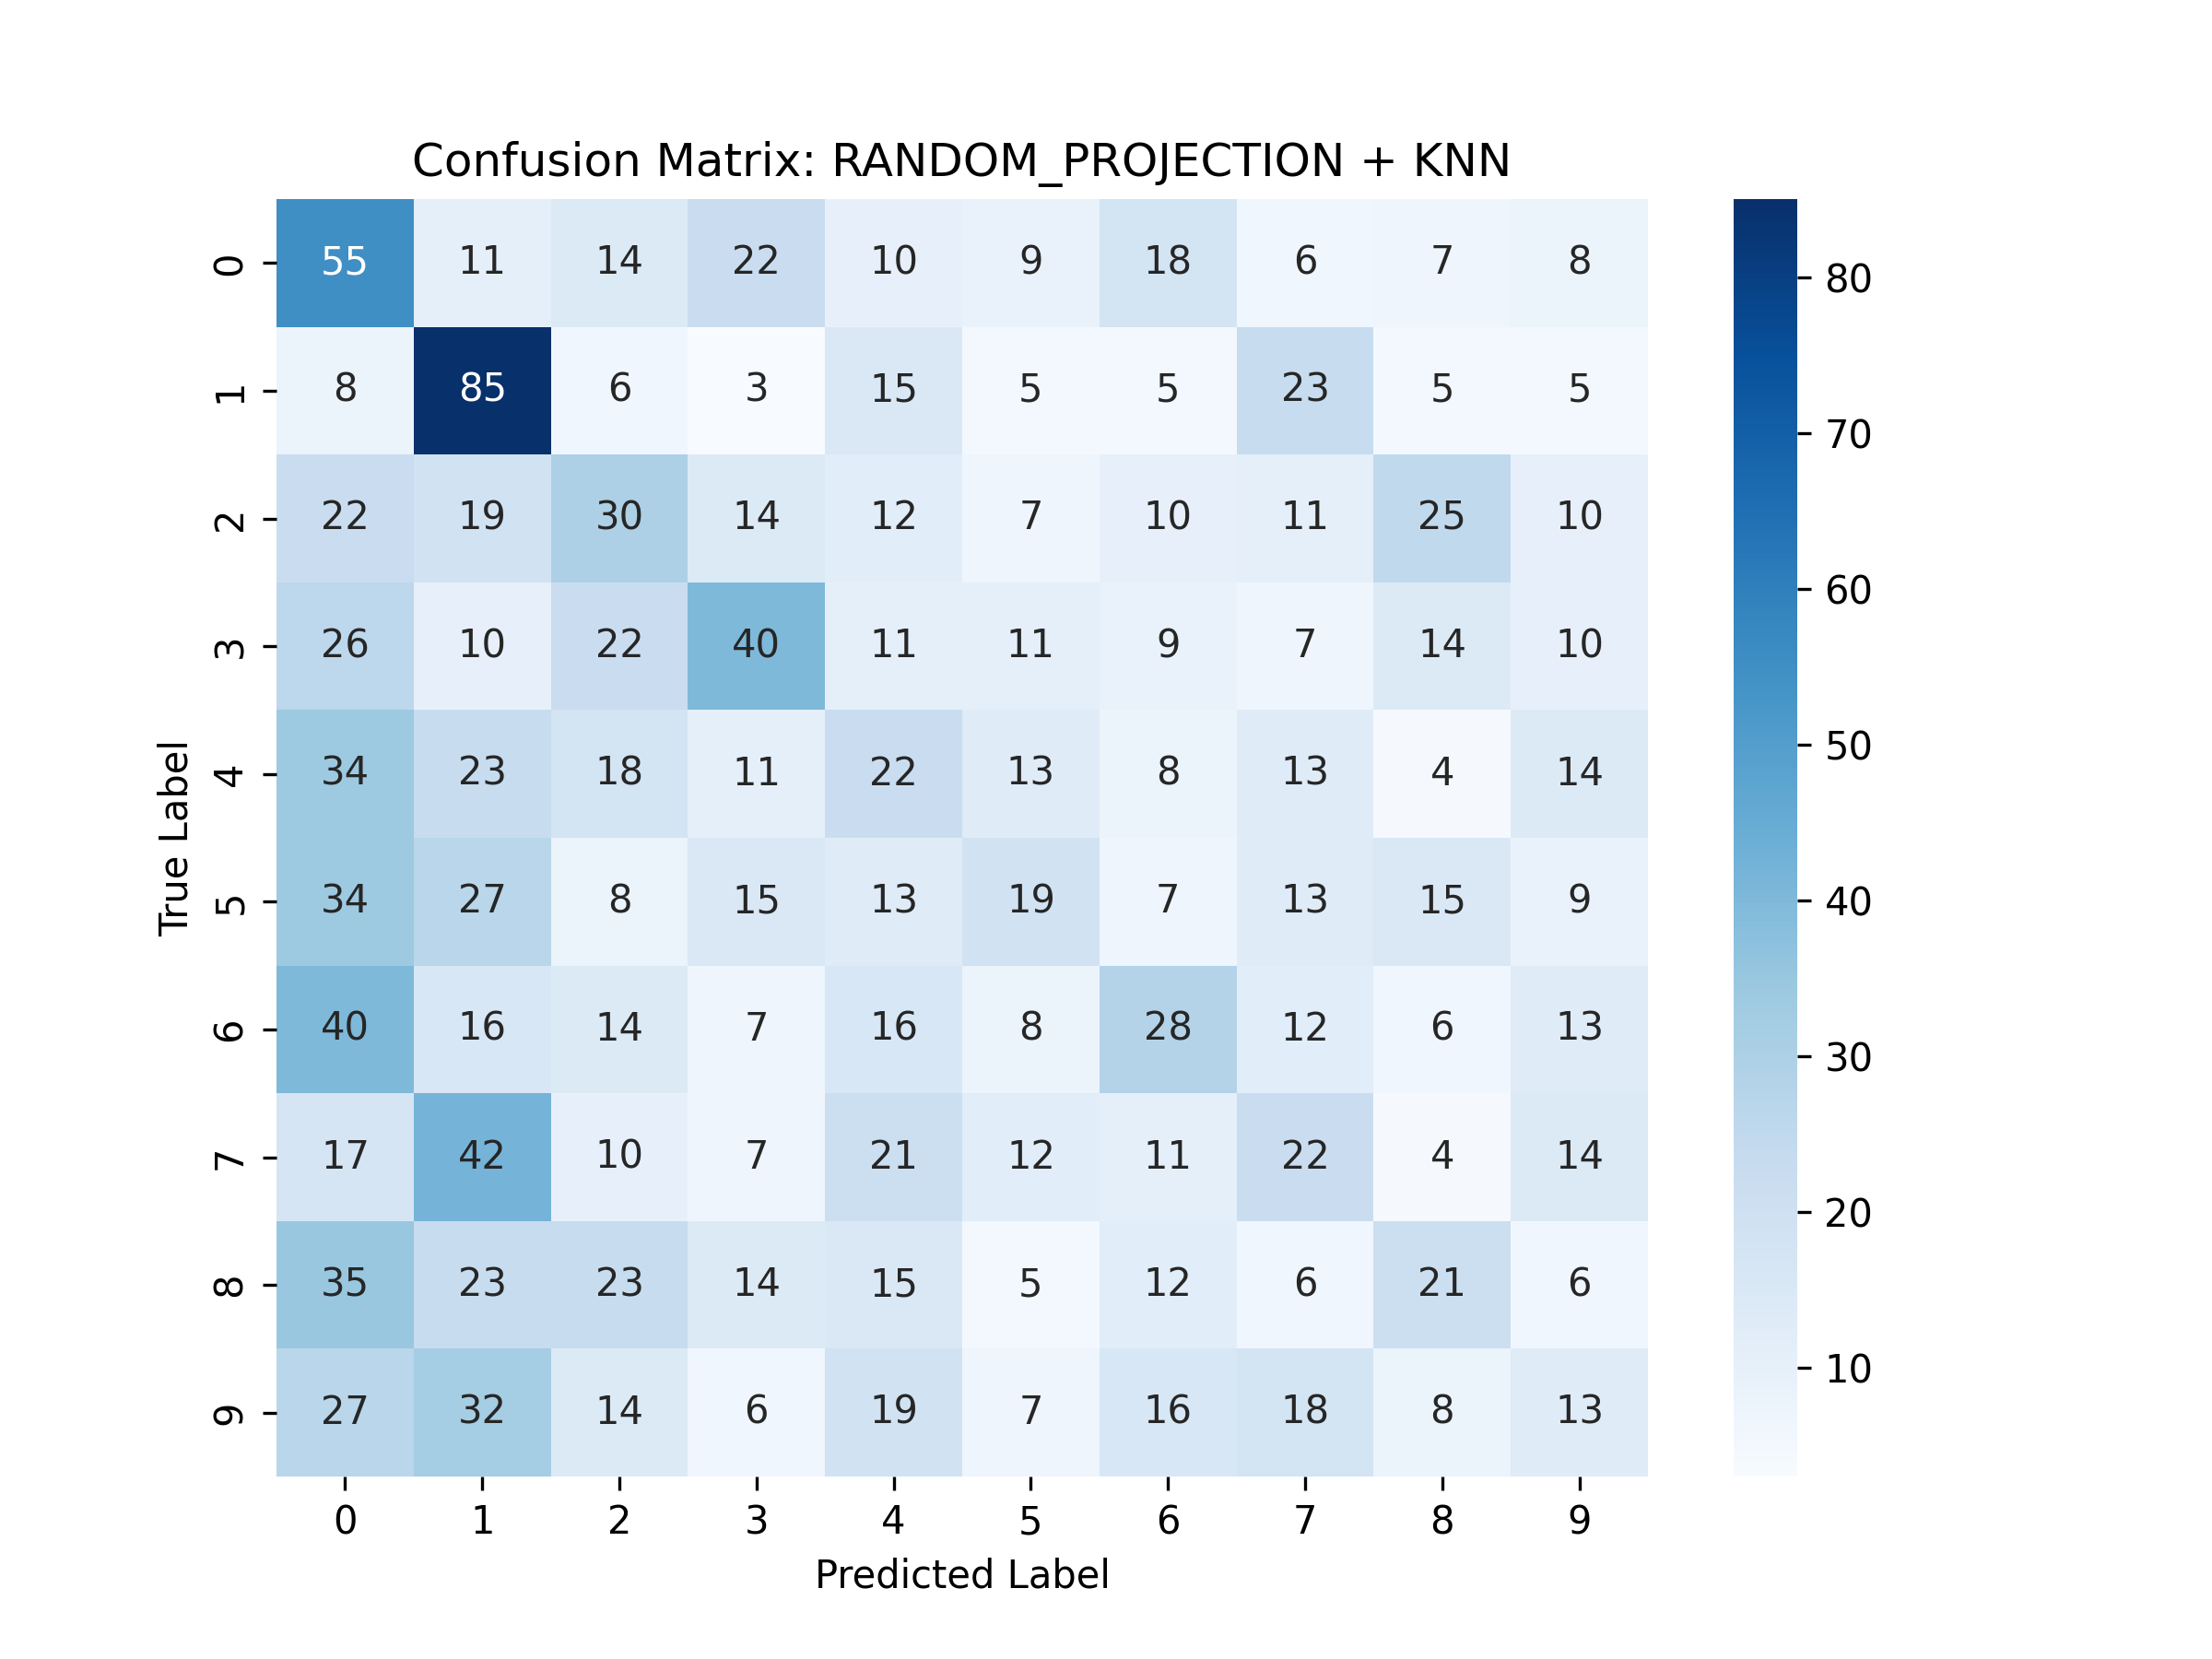 Confusion Matrix: RANDOM_PROJECTION + KNN
0 55 11 14 22 10 9 18 6 7 8
1 8 85 6 3 15 5 5 23 5 5
2 22 19 30 14 12 7 10 11 25 10
3 26 10 22 40 11 11 9 7 14 10
4 34 23 18 11 22 13 8 13 4 14
5 34 27 8 15 13 19 7 13 15 9
6 40 16 14 7 16 8 28 12 6 13
7 17 42 10 7 21 12 11 22 4 14
8 35 23 23 14 15 5 12 6 21 6
9 27 32 14 6 19 7 16 18 8 13
0 1 2 3 4 5 6 7 8 9
Predicted Label
True Label
80
70
60
50
40
30
20
10